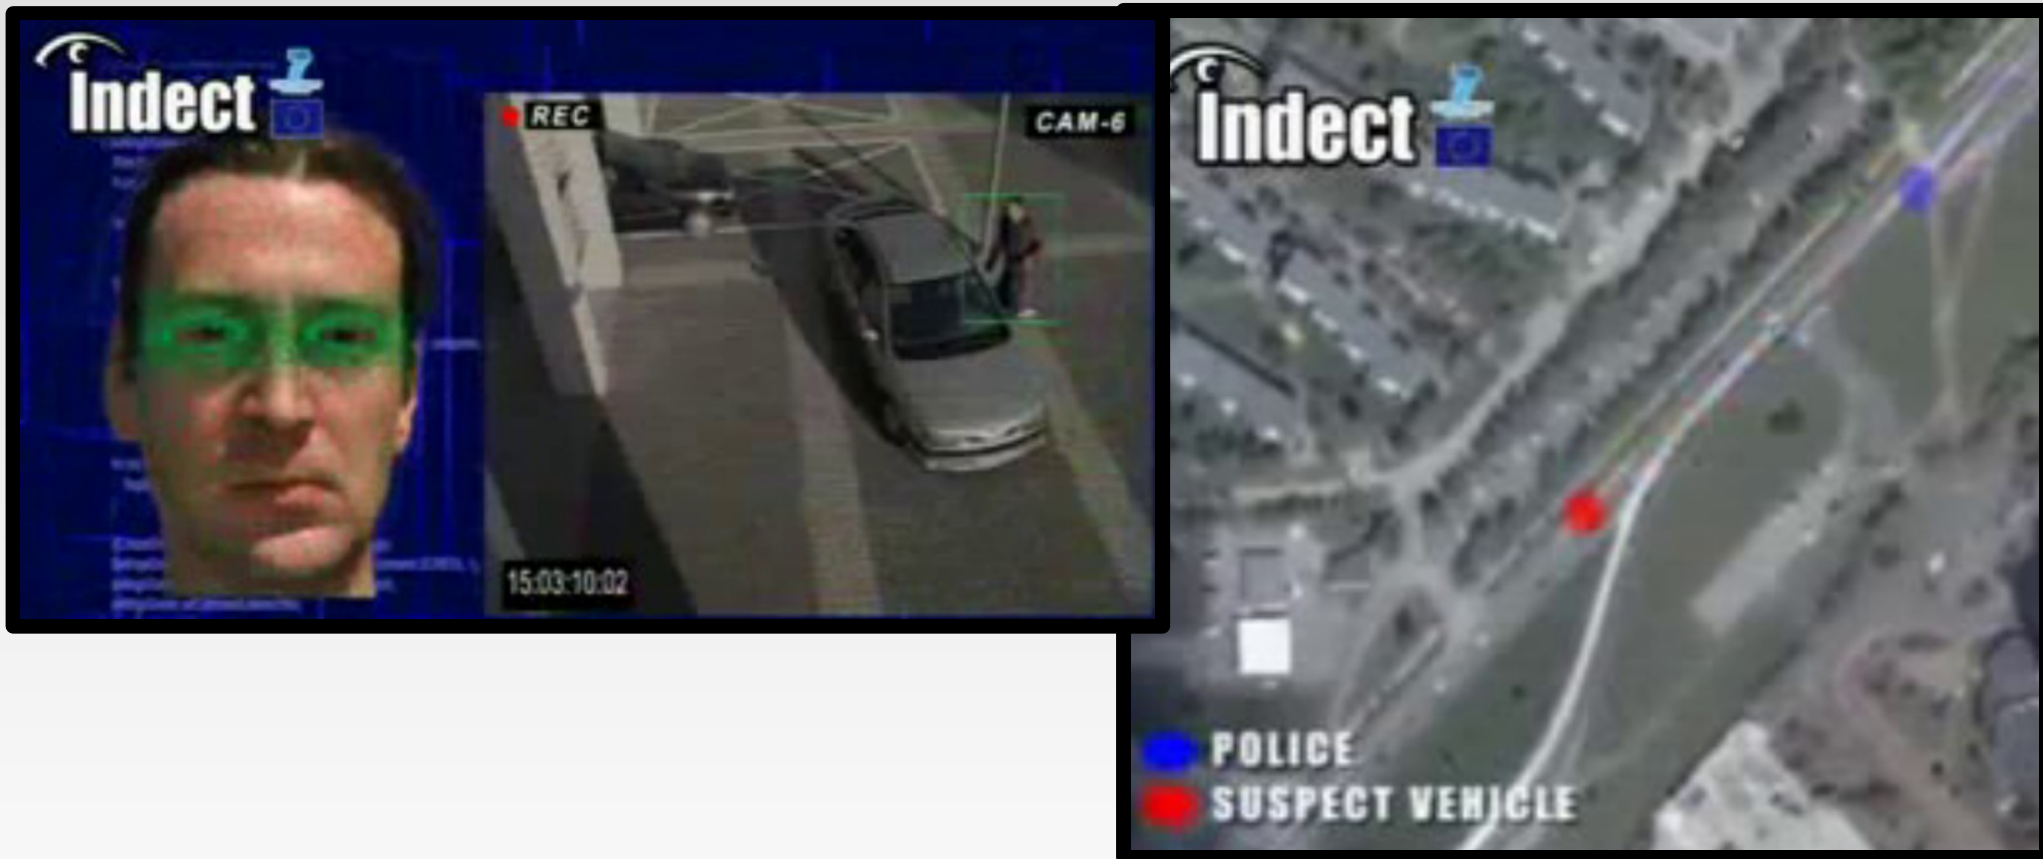 Indect
REC
CAM-6
15:03:10:02
Indect
POLICE
SUSPECT VEHICLE